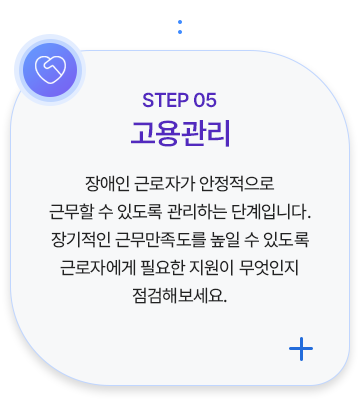 STEP 05
고용관리
장애인 근로자가 안정적으로
근무할 수 있도록 관리하는 단계입니다.
장기적인 근무만족도를 높일 수 있도록
근로자에게 필요한 지원이 무엇인지
점검해보세요.